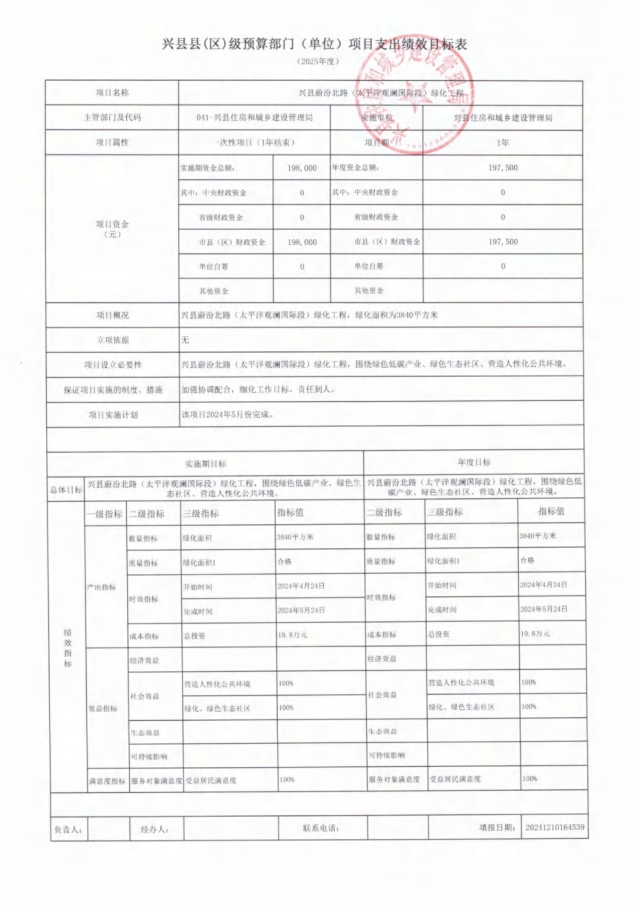 兴县县(区)级预算部门（单位）项目支出绩效目标表
（2025年度）
项目名称 兴县蔚汾北路（太平洋观澜国际段）绿化工程
主管部门及代码 041-兴县住房和城乡建设管理局 实施单位 兴县住房和城乡建设管理局
项目属性 一次性项目（1年结束） 项目期 1年
项目资金
（元）
实施期资金总额： 198,000 年度资金总额： 197,500
其中：中央财政资金 0 其中：中央财政资金 0
省级财政资金 0 省级财政资金 0
市县（区）财政资金 198,000 市县（区）财政资金 197,500
单位自筹 0 单位自筹 0
其他资金 其他资金
项目概况 兴县蔚汾北路（太平洋观澜国际段）绿化工程，绿化面积为3840平方米
立项依据 无
项目设立必要性 兴县蔚汾北路（太平洋观澜国际段）绿化工程，围绕绿色低碳产业、绿色生态社区、营造人性化公共环境。
保证项目实施的制度、措施 加强协调配合，细化工作目标，责任到人。
项目实施计划 该项目2024年5月份完成。
实施期目标 年度目标
总体目标 兴县蔚汾北路（太平洋观澜国际段）绿化工程，围绕绿色低碳产业、绿色生态社区、营造人性化公共环境。 兴县蔚汾北路（太平洋观澜国际段）绿化工程，围绕绿色低碳产业、绿色生态社区、营造人性化公共环境。
绩效指标
一级指标 二级指标 三级指标 指标值 二级指标 三级指标 指标值
产出指标
数量指标 绿化面积 3840平方米 数量指标 绿化面积 3840平方米
质量指标 绿化面积1 合格 质量指标 绿化面积1 合格
时效指标 开始时间 2024年4月24日 时效指标 开始时间 2024年4月24日
完成时间 2024年5月24日 完成时间 2024年5月24日
成本指标 总投资 19.8万元 成本指标 总投资 19.8万元
效益指标
经济效益 经济效益
社会效益 营造人性化公共环境 100% 社会效益 营造人性化公共环境 100%
绿化、绿色生态社区 100% 绿化、绿色生态社区 100%
生态效益 生态效益
可持续影响 可持续影响
满意度指标 服务对象满意度 受益居民满意度 100% 服务对象满意度 受益居民满意度 100%
负责人： 经办人： 联系电话： 填报日期： 20241210164539